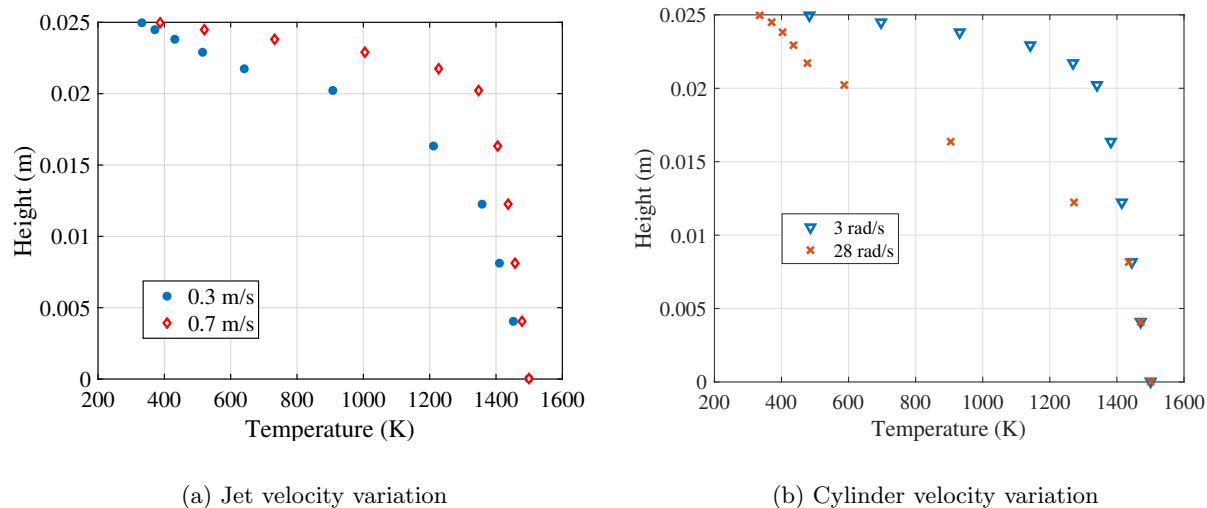 0.025
0.02
0.015
0.01
0.005
0
Height (m)
0.3 m/s
0.7 m/s
200 400 600 800 1000 1200 1400 1600
Temperature (K)
(a) Jet velocity variation
0.025
0.02
0.015
0.01
0.005
0
Height (m)
3 rad/s
28 rad/s
200 400 600 800 1000 1200 1400 1600
Temperature (K)
(b) Cylinder velocity variation